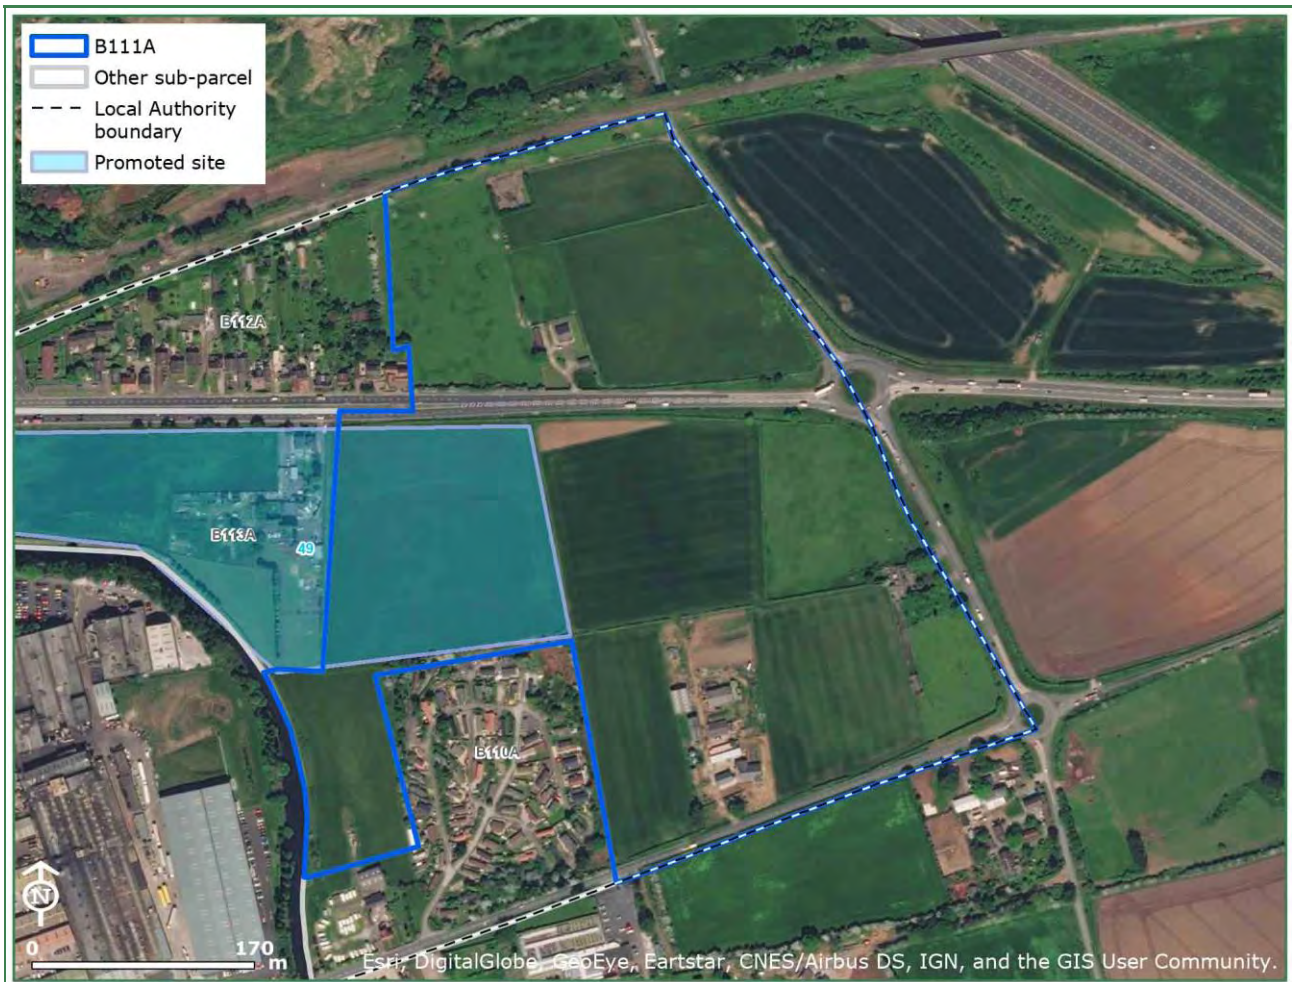 B111A
Other sub-parcel
Local Authority
boundary
Promoted site
B112A
B113A
49
B110A
N
0 170
m
Esri, DigitalGlobe, GeoEye, Eartstar, CNES/Airbus DS, IGN, and the GIS User Community.